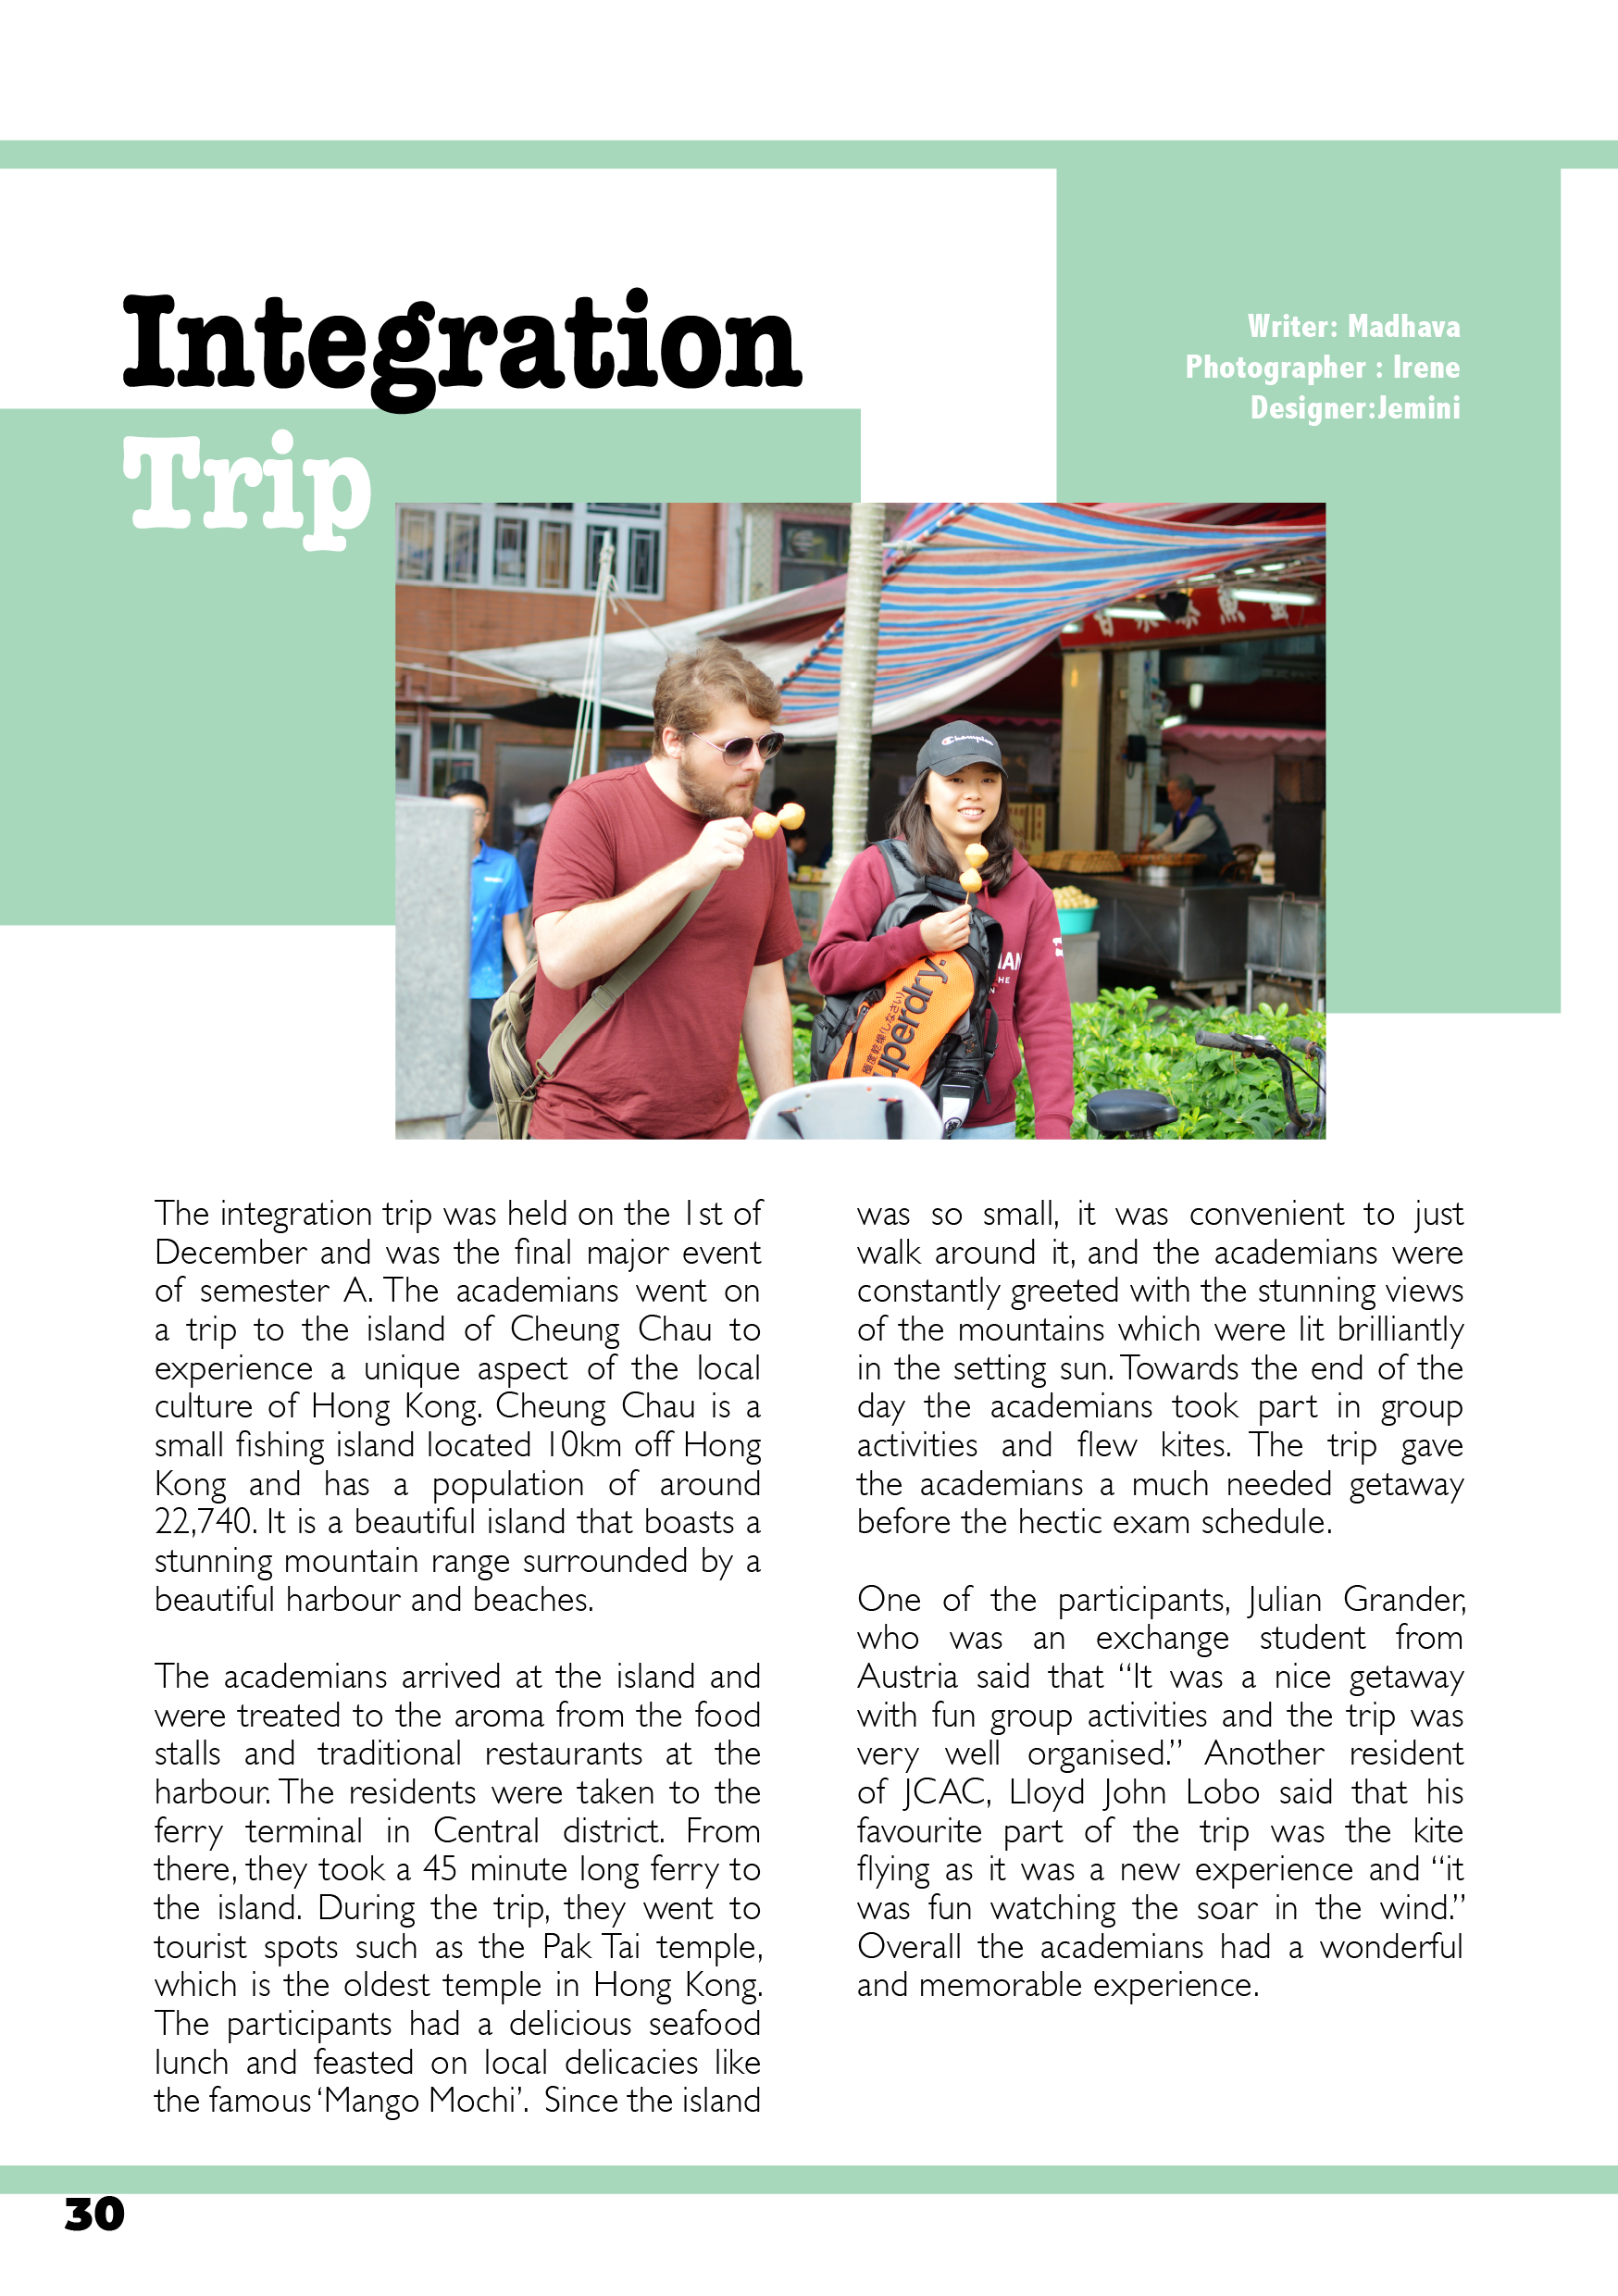 Integration
Trip
Writer: Madhava
Photographer : Irene
Designer:Jemini
Champion
HE
N
極度乾燥(しなさい)
uperdry.
The integration trip was held on the 1st of
December and was the final major event
of semester A. The academians went on
a trip to the island of Cheung Chau to
experience a unique aspect of the local
culture of Hong Kong. Cheung Chau is a
small fishing island located 10km off Hong
Kong and has a population of around
22,740. It is a beautiful island that boasts a
stunning mountain range surrounded by a
beautiful harbour and beaches.
The academians arrived at the island and
were treated to the aroma from the food
stalls and traditional restaurants at the
harbour. The residents were taken to the
ferry terminal in Central district. From
there, they took a 45 minute long ferry to
the island. During the trip, they went to
tourist spots such as the Pak Tai temple,
which is the oldest temple in Hong Kong.
The participants had a delicious seafood
lunch and feasted on local delicacies like
the famous ‘Mango Mochi’. Since the island
was so small, it was convenient to just
walk around it, and the academians were
constantly greeted with the stunning views
of the mountains which were lit brilliantly
in the setting sun. Towards the end of the
day the academians took part in group
activities and flew kites. The trip gave
the academians a much needed getaway
before the hectic exam schedule.
One of the participants, Julian Grander,
who was an exchange student from
Austria said that “It was a nice getaway
with fun group activities and the trip was
very well organised.” Another resident
of JCAC, Lloyd John Lobo said that his
favourite part of the trip was the kite
flying as it was a new experience and “it
was fun watching the soar in the wind.”
Overall the academians had a wonderful
and memorable experience.
30